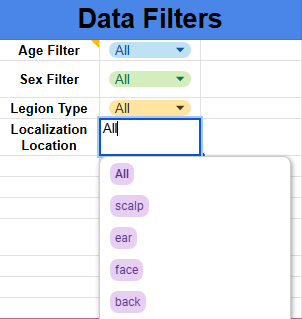 Data Filters
Age Filter All
Sex Filter All
Legion Type All
Localization All
Location
All
scalp
ear
face
back